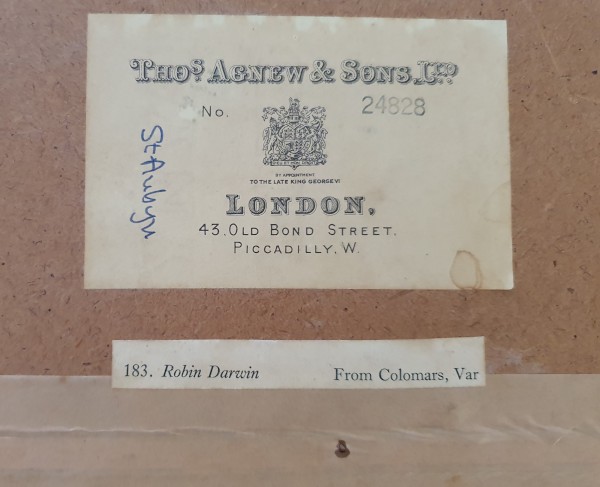 THOS. AGNEW & SONS, LTD
No. 24828
BY APPOINTMENT
TO THE LATE KING GEORGE VI
LONDON,
43, OLD BOND STREET.
PICCADILLY, W.
St Aubyn
183. Robin Darwin From Colomars, Var